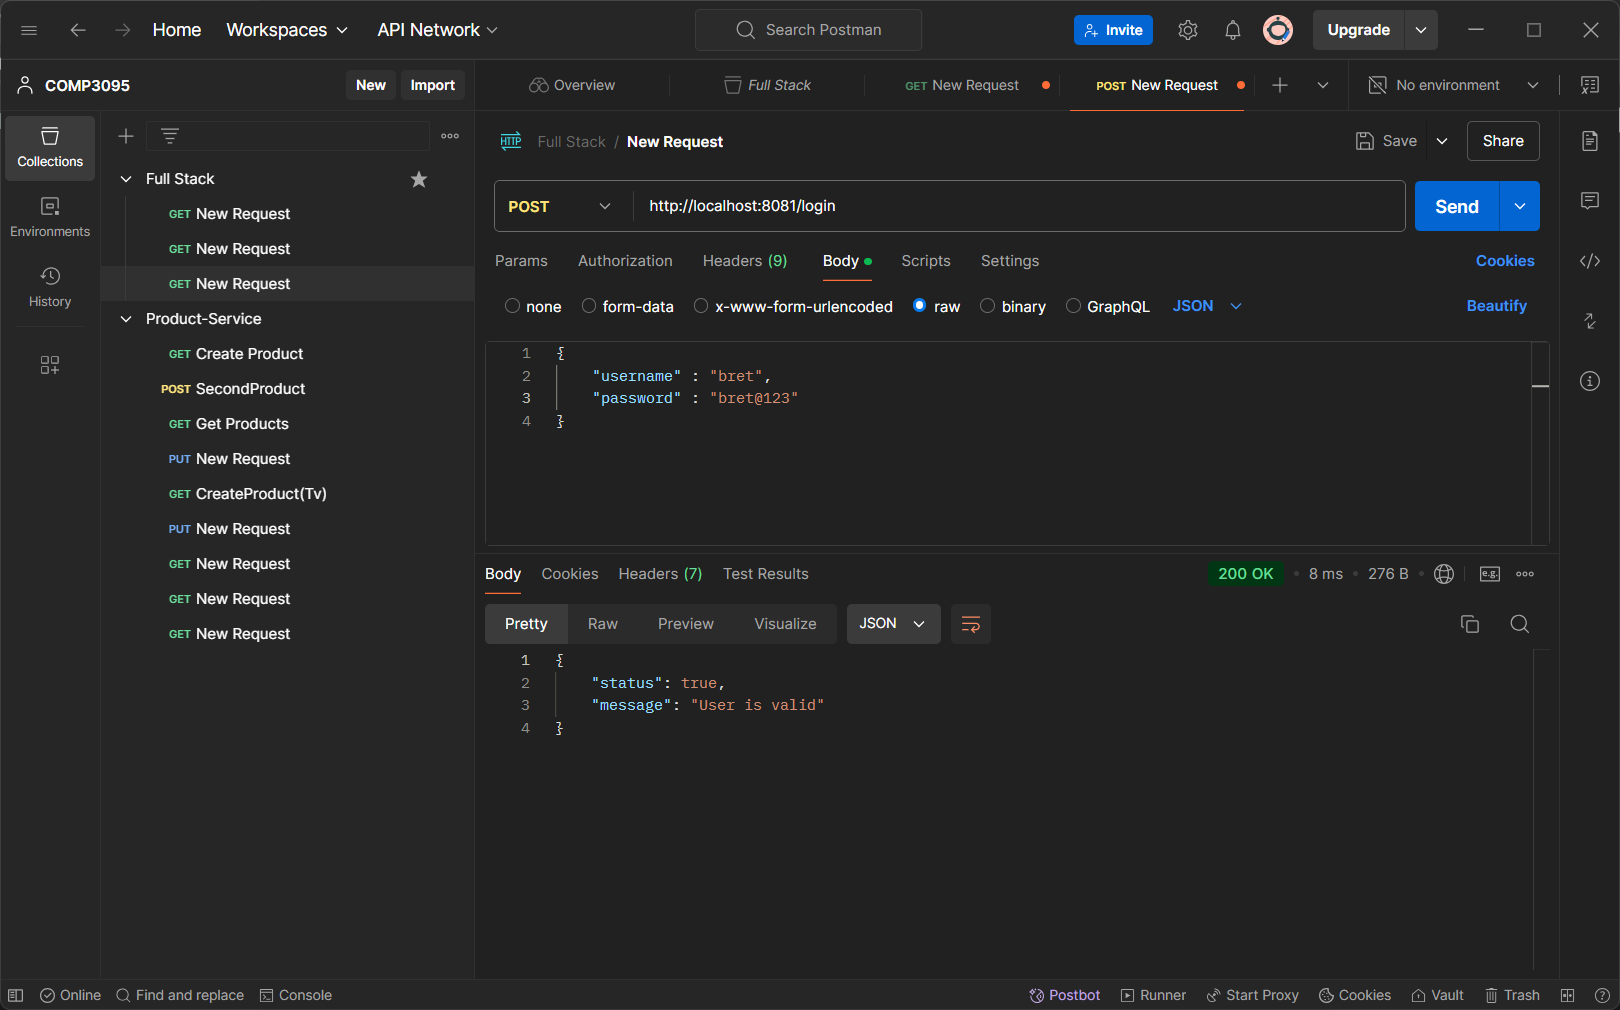 Home Workspaces API Network Search Postman Invite Upgrade
COMP3095 New Import
Overview Full Stack GET New Request POST New Request No environment
Collections
Environments
History
Full Stack
GET New Request
GET New Request
GET New Request
Product-Service
GET Create Product
POST SecondProduct
GET Get Products
PUT New Request
GET CreateProduct(Tv)
PUT New Request
GET New Request
GET New Request
GET New Request
HTTP Full Stack / New Request Save Share
POST http://localhost:8081/login Send
Params Authorization Headers (9) Body Scripts Settings Cookies
none form-data x-www-form-urlencoded raw binary GraphQL JSON Beautify
1 {
2 "username" : "bret",
3 "password" : "bret@123"
4 }
Body Cookies Headers (7) Test Results 200 OK • 8 ms • 276 B e.g.
Pretty Raw Preview Visualize JSON
1 {
2 "status": true,
3 "message": "User is valid"
4 }
Online Find and replace Console Postbot Runner Start Proxy Cookies Vault Trash